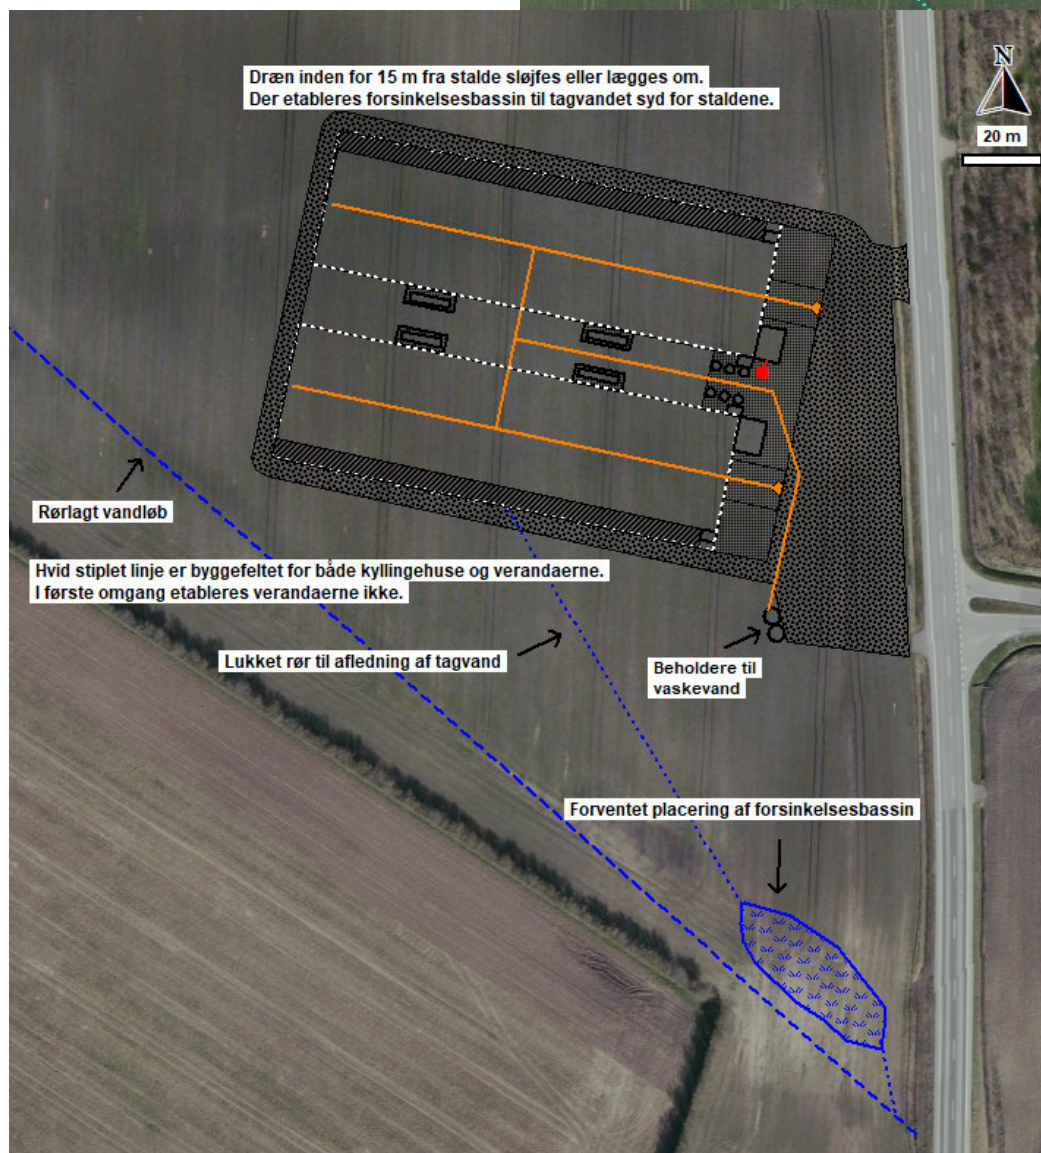 Dræn inden for 15 m fra stalde sløjfes eller lægges om.
Der etableres forsinkelsesbassin til tagvandet syd for staldene.
N
20 m
Rørlagt vandløb
Hvid stiplet linje er byggefeltet for både kyllingehuse og verandaerne.
I første omgang etableres verandaerne ikke.
Lukket rør til afledning af tagvand
Beholdere til
vaskevand
Forventet placering af forsinkelsesbassin